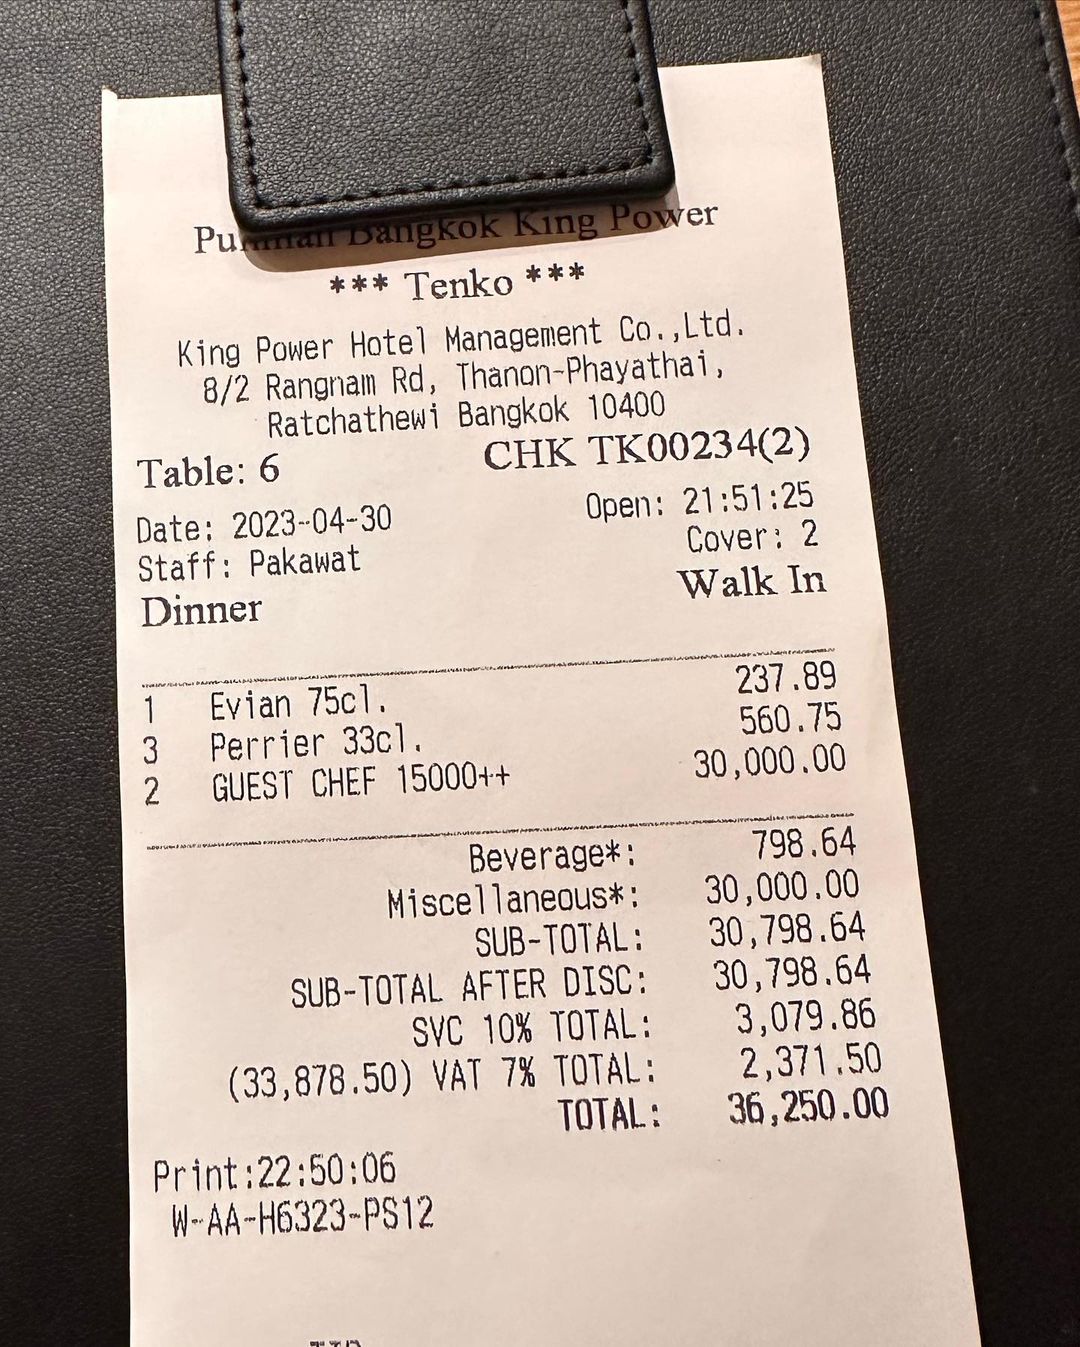 Bangkok King Power
*** Tenko ***
King Power Hotel Management Co.,Ltd.
8/2 Rangnam Rd, Thanon-Phayathai,
Ratchathewi Bangkok 10400
Table: 6 CHK TK00234(2)
Date: 2023-04-30 Open: 21:51:25
Staff: Pakawat Cover: 2
Dinner Walk In
1 Evian 75cl. 237.89
3 Perrier 33cl. 560.75
2 GUEST CHEF 15000++ 30,000.00
Beverage*: 798.64
Miscellaneous*: 30,000.00
SUB-TOTAL: 30,798.64
SUB-TOTAL AFTER DISC: 30,798.64
SVC 10% TOTAL: 3,079.86
(33,878.50) VAT 7% TOTAL: 2,371.50
TOTAL: 36,250.00
Print:22:50:06
W-AA-H6323-PS12